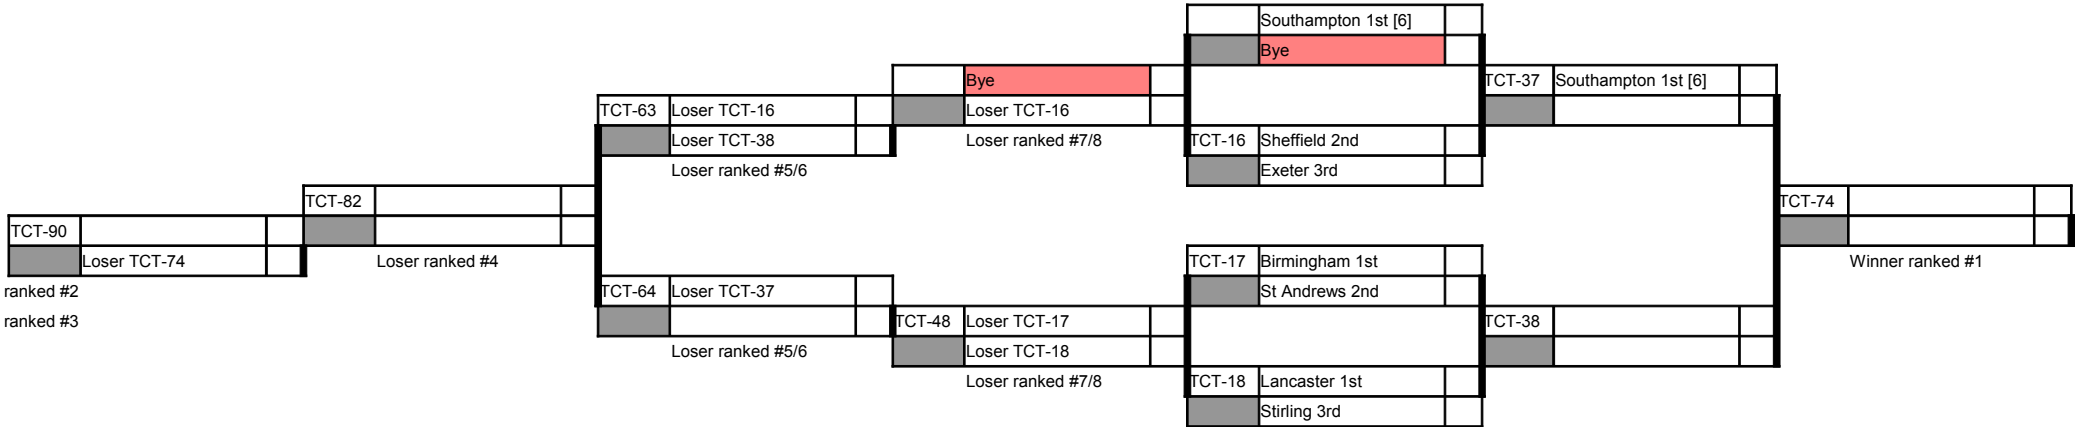 Southampton 1st [6]
Bye
Bye
TCT-37 Southampton 1st [6]
TCT-63 Loser TCT-16
Loser TCT-16
Loser TCT-38
Loser ranked #7/8
TCT-16 Sheffield 2nd
Loser ranked #5/6
Exeter 3rd
TCT-82
TCT-74
TCT-90
Loser TCT-74
Loser ranked #4
TCT-17 Birmingham 1st
Winner ranked #1
ranked #2
TCT-64 Loser TCT-37
St Andrews 2nd
ranked #3
TCT-48 Loser TCT-17
TCT-38
Loser ranked #5/6
Loser TCT-18
Loser ranked #7/8
TCT-18 Lancaster 1st
Stirling 3rd